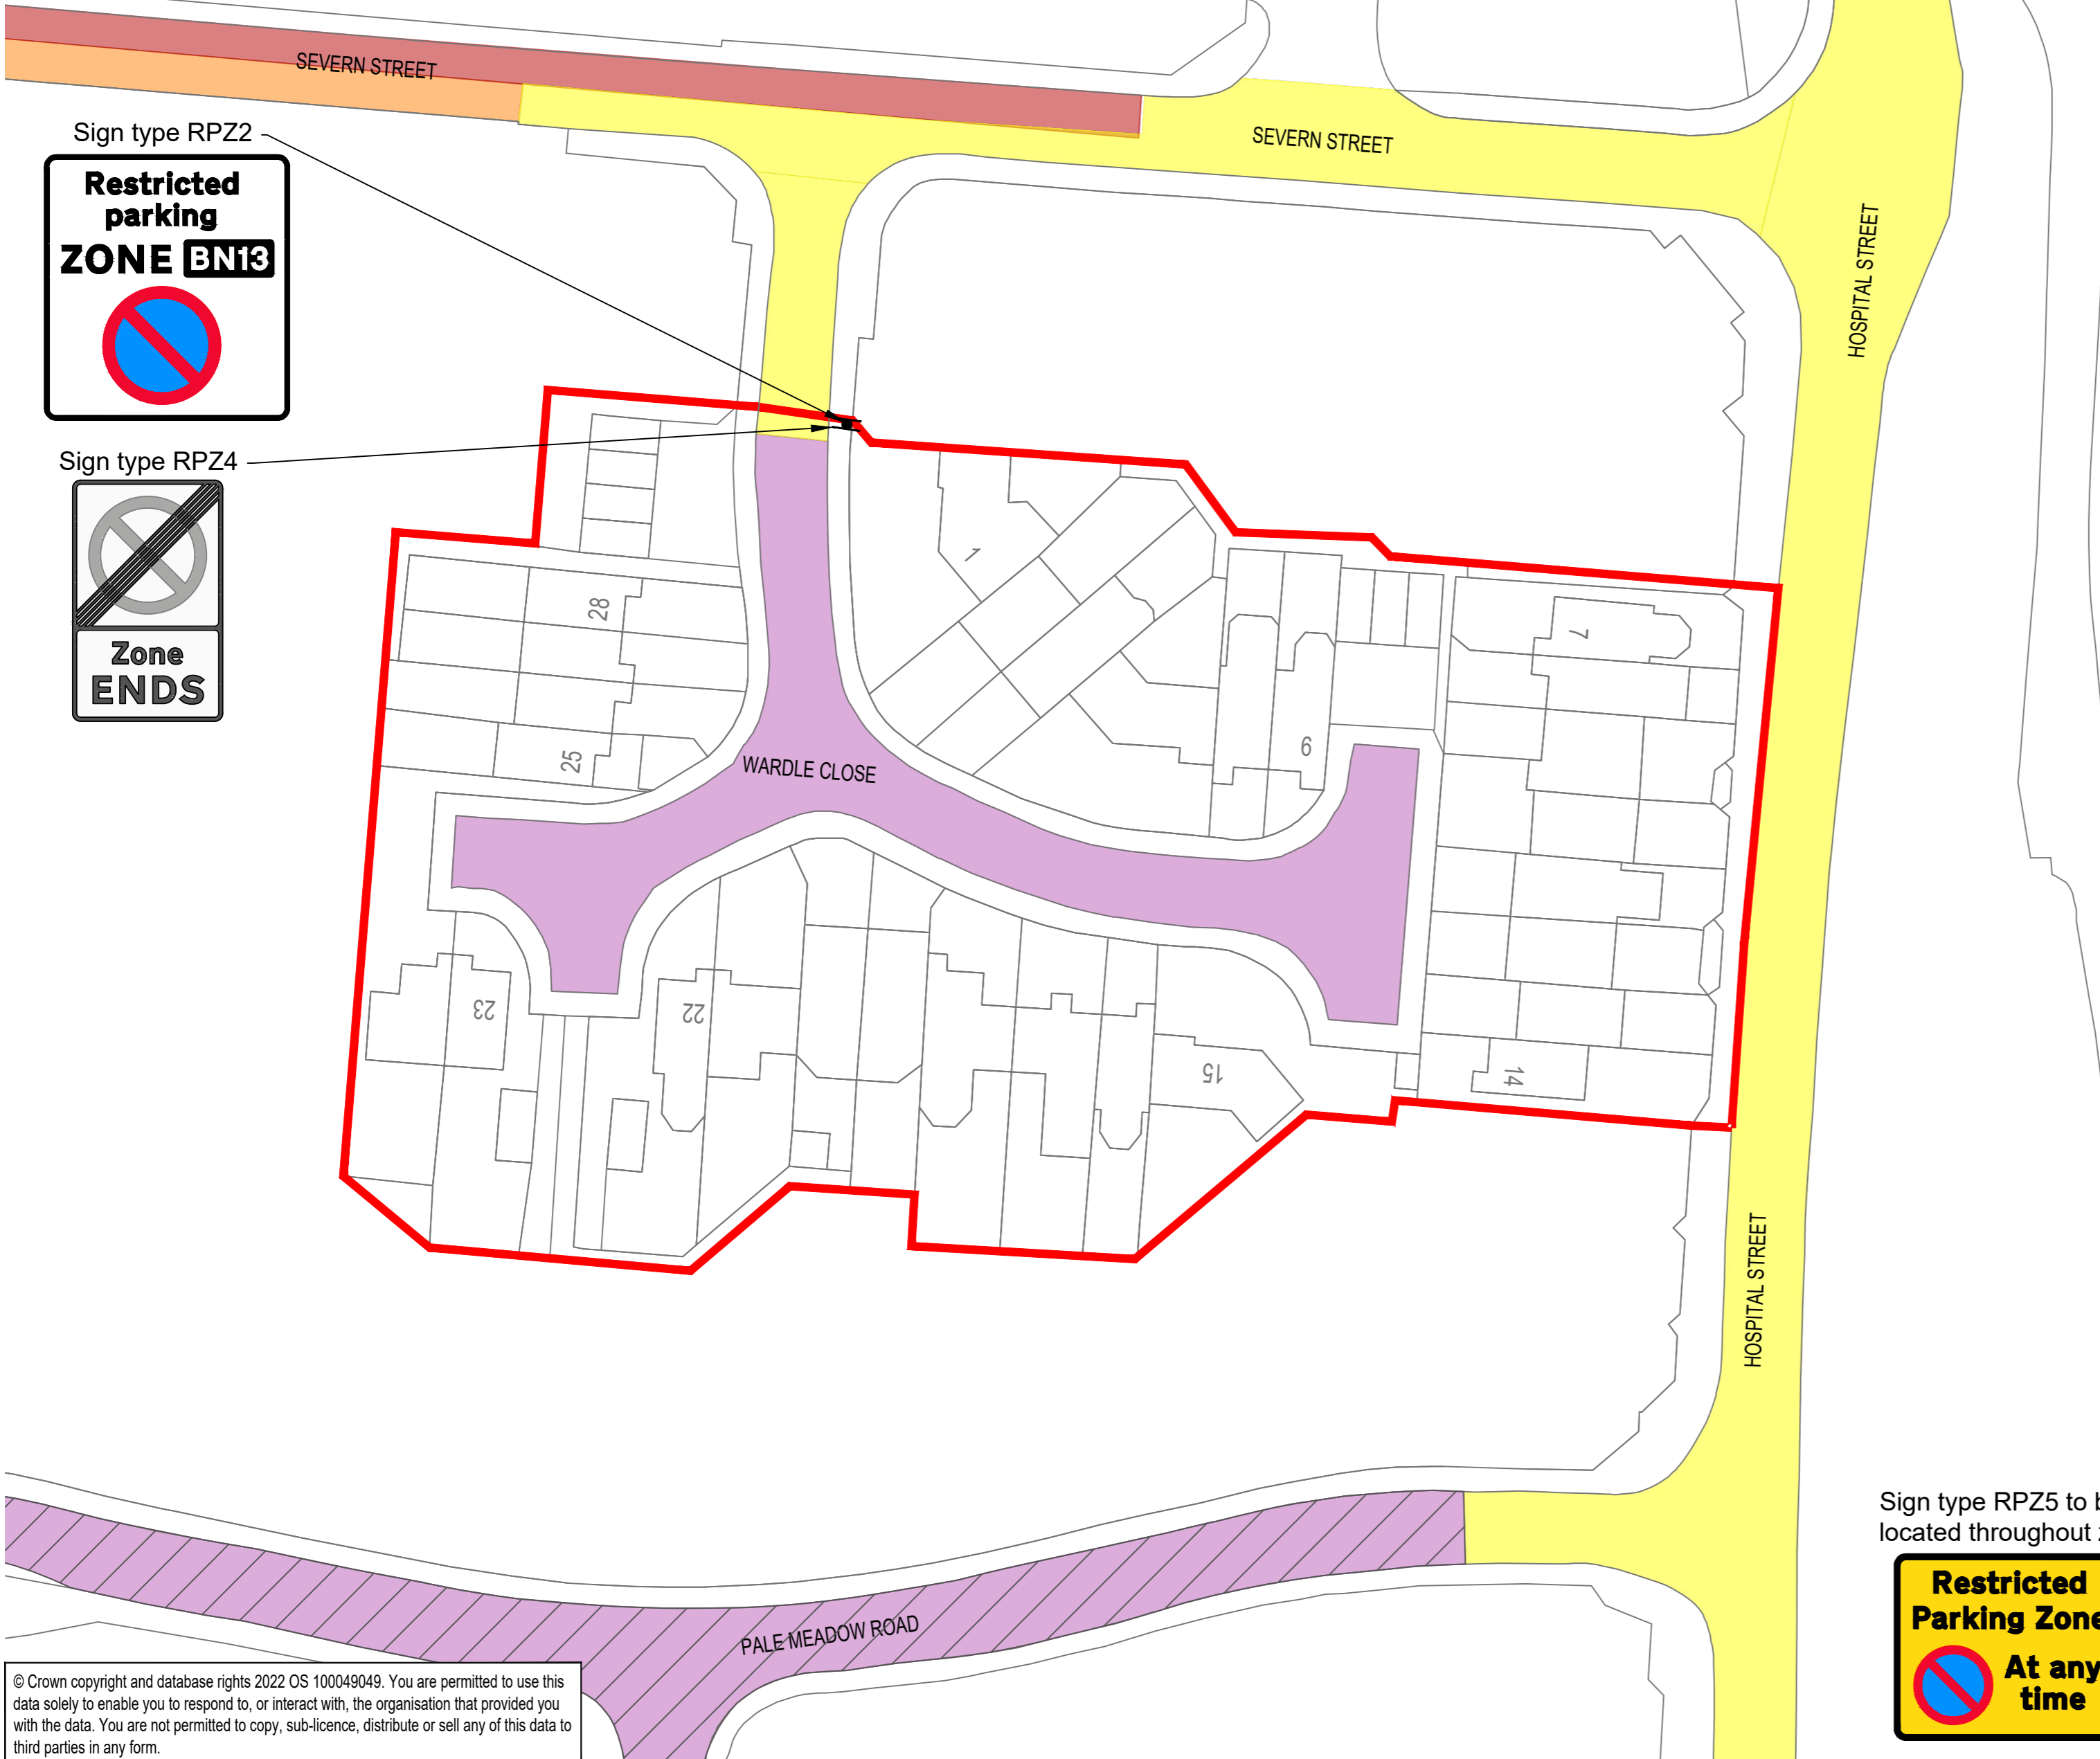 SEVERN STREET
Sign type RPZ2
Restricted
parking
ZONE BN13
SEVERN STREET
HOSPITAL STREET
Sign type RPZ4
Zone
ENDS
1
28
7
25
9
WARDLE CLOSE
23
22
15
14
HOSPITAL STREET
Sign type RPZ5 to
located throughout
Restricted
Parking Zone
At any
time
PALE MEADOW ROAD
© Crown copyright and database rights 2022 OS 100049049. You are permitted to use this
data solely to enable you to respond to, or interact with, the organisation that provided you
with the data. You are not permitted to copy, sub-licence, distribute or sell any of this data to
third parties in any form.